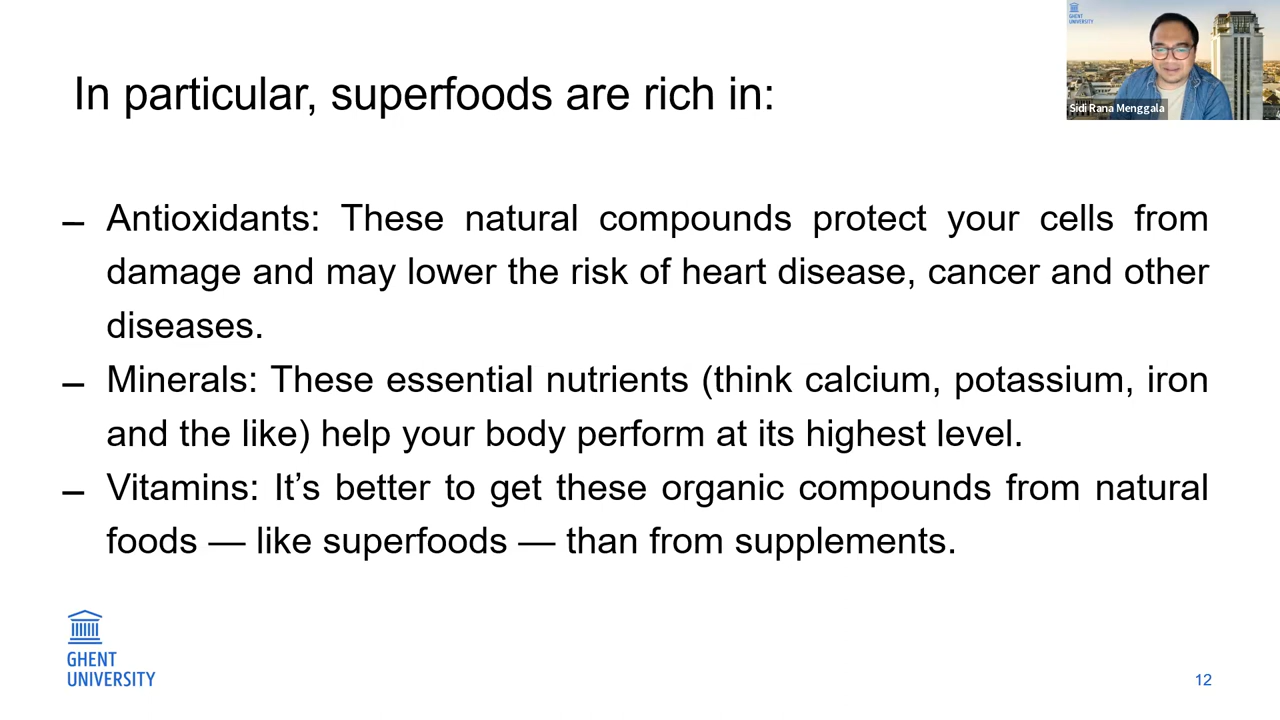 GHENT
UNIVERSITY
In particular, superfoods are rich in:
Sidi Rana Menggala
– Antioxidants: These natural compounds protect your cells from
damage and may lower the risk of heart disease, cancer and other
diseases.
– Minerals: These essential nutrients (think calcium, potassium, iron
and the like) help your body perform at its highest level.
– Vitamins: It’s better to get these organic compounds from natural
foods — like superfoods — than from supplements.
GHENT
UNIVERSITY
12